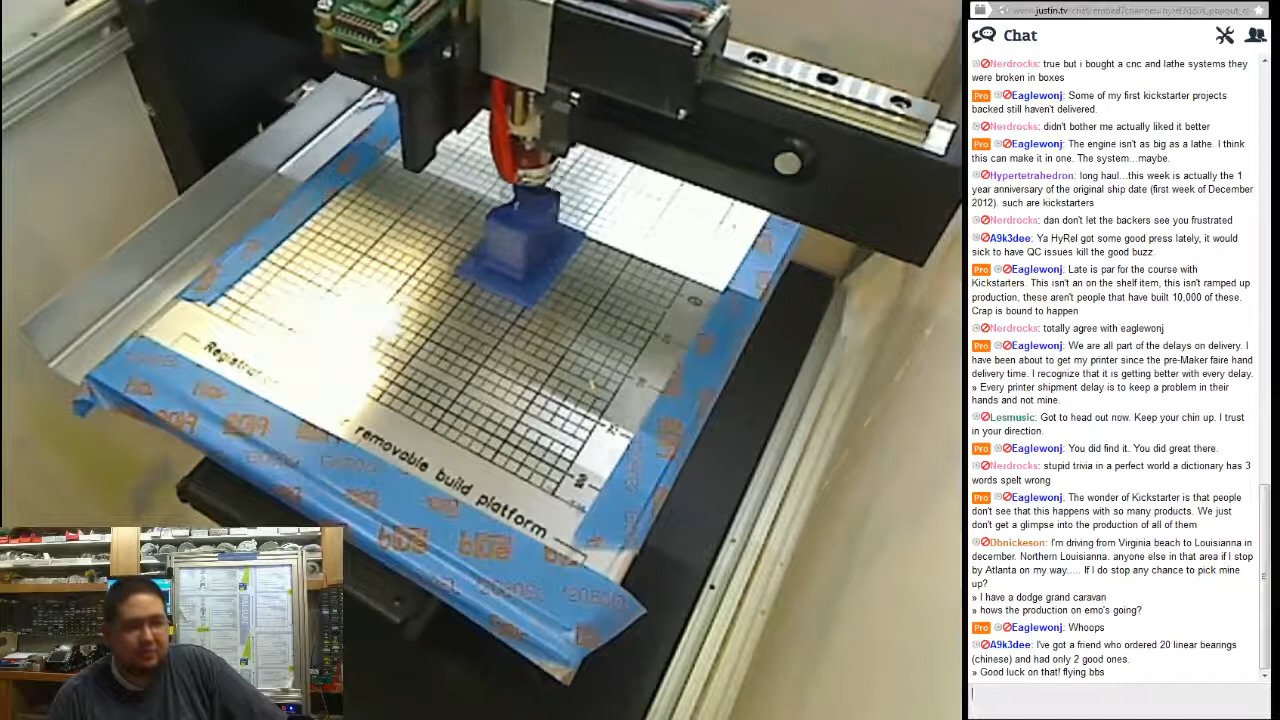 justin.tv
Chat
Nerdrocks: true but i bought a cnc and lathe systems they
were broken in boxes
Pro Eaglewonj: Some of my first kickstarter projects
backed still haven't delivered.
Nerdrocks: didn't bother me actually liked it better
Pro Eaglewonj: The engine isn't as big as a lathe. I think
this can make it in one. The system...maybe.
Hypertetrahedron: long haul...this week is actually the 1
year anniversary of the original ship date (first week of December
2012). such are kickstarters
Nerdrocks: dan don't let the backers see you frustrated
A9k3dee: Ya HyRel got some good press lately, it would
sick to have QC issues kill the good buzz.
Pro Eaglewonj: Late is par for the course with
Kickstarters. This isn't an on the shelf item, this isn't ramped up
production, these aren't people that have built 10,000 of these.
Crap is bound to happen
Nerdrocks: totally agree with eaglewonj
Pro Eaglewonj: We are all part of the delays on delivery. I
have been about to get my printer since the pre-Maker faire hand
delivery time. I recognize that it is getting better with every delay.
» Every printer shipment delay is to keep a problem in their
hands and not mine.
Lesmusic: Got to head out now. Keep your chin up. I trust
in your direction.
Pro Eaglewonj: You did find it. You did great there.
Nerdrocks: stupid trivia in a perfect world a dictionary has 3
words spelt wrong
Pro Eaglewonj: The wonder of Kickstarter is that people
don't see that this happens with so many products. We just
don't get a glimpse into the production of all of them
Dbnickeson: I'm driving from Virginia beach to Louisianna in
december. Northern Louisianna. anyone else in that area if I stop
by Atlanta on my way..... If I do stop any chance to pick mine
up?
» I have a dodge grand caravan
» hows the production on emo's going?
Pro Eaglewonj: Whoops
A9k3dee: I've got a friend who ordered 20 linear bearings
(chinese) and had only 2 good ones.
» Good luck on that! flying bbs
removable build platform